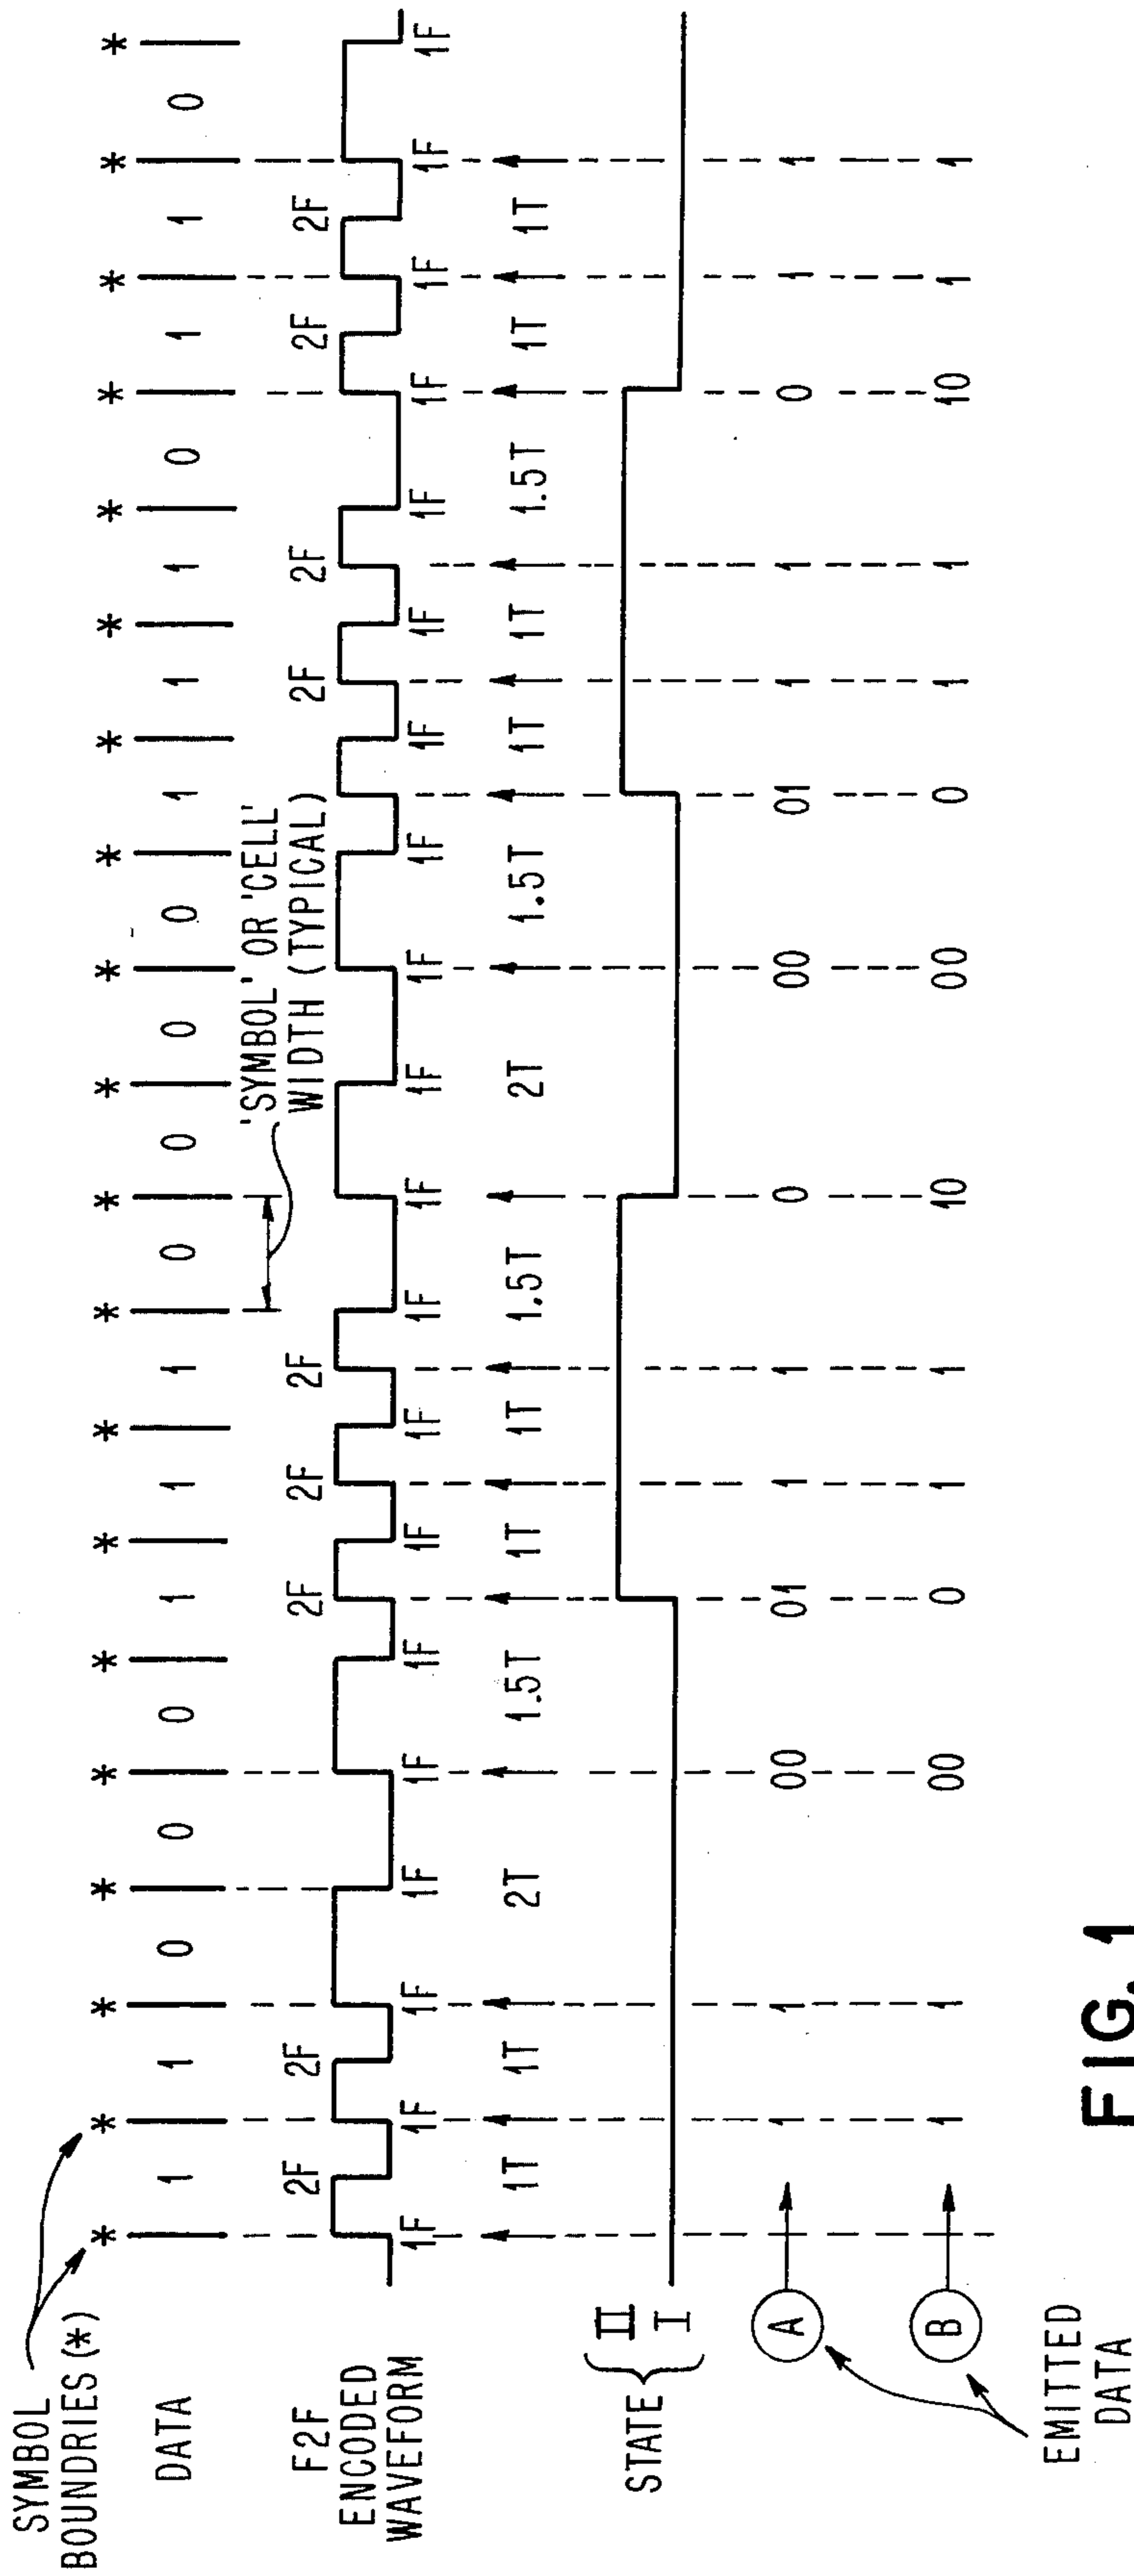 SYMBOL
BOUNDRIES (*)
* * * * * * * * * * * * * * * * * * * *
DATA 1 1 0 0 0 1 1 1 0 0 0 0 1 1 1 0 1 1 0
'SYMBOL' OR 'CELL'
WIDTH (TYPICAL)
F2F
ENCODED
WAVEFORM
2F 2F 2F 2F 2F 2F 2F 2F 2F
1F 1F 1F 1F 1F 1F 1F 1F 1F 1F 1F 1F 1F 1F 1F 1F 1F 1F 1F 1F
1T 1T 2T 1.5T 1T 1T 1.5T 2T 1.5T 1T 1T 1.5T 1T 1T
STATE
II
I
A 1 1 00 01 1 1 0 00 01 1 1 0 1 1
B 1 1 00 0 1 1 10 00 0 1 1 10 1 1
EMITTED
DATA
FIG. 1